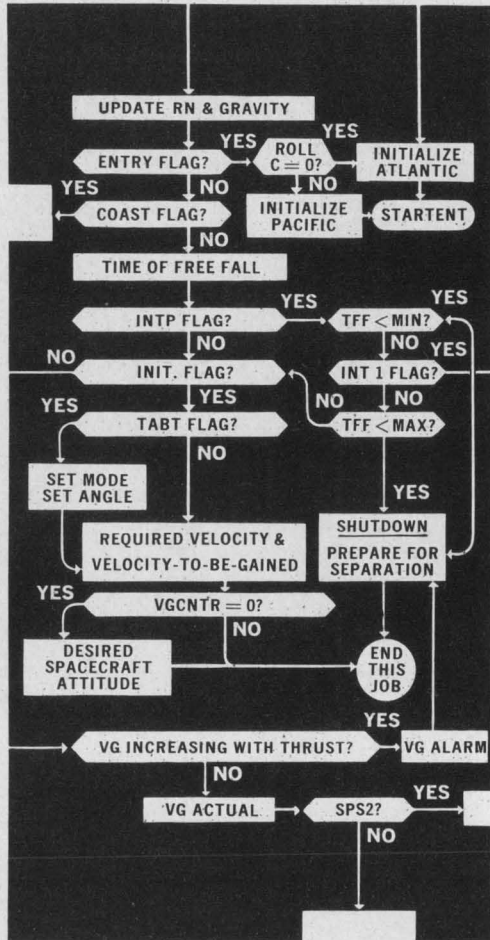 UPDATE RN & GRAVITY
YES
ROLL
C = 0?
YES
ENTRY FLAG?
INITIALIZE
ATLANTIC
YES
NO
NO
COAST FLAG?
INITIALIZE
PACIFIC
STARTENT
NO
TIME OF FREE FALL
YES
YES
INTP FLAG?
TFF < MIN?
NO
NO
NO
YES
INIT. FLAG?
INT 1 FLAG?
YES
YES
NO
NO
TABT FLAG?
TFF < MAX?
NO
SET MODE
SET ANGLE
YES
REQUIRED VELOCITY &
VELOCITY-TO-BE-GAINED
SHUTDOWN
PREPARE FOR
SEPARATION
YES
VGCNTR = 0?
NO
DESIRED
SPACECRAFT
ATTITUDE
END
THIS
JOB
YES
VG INCREASING WITH THRUST?
VG ALARM
NO
VG ACTUAL
SPS2?
YES
NO